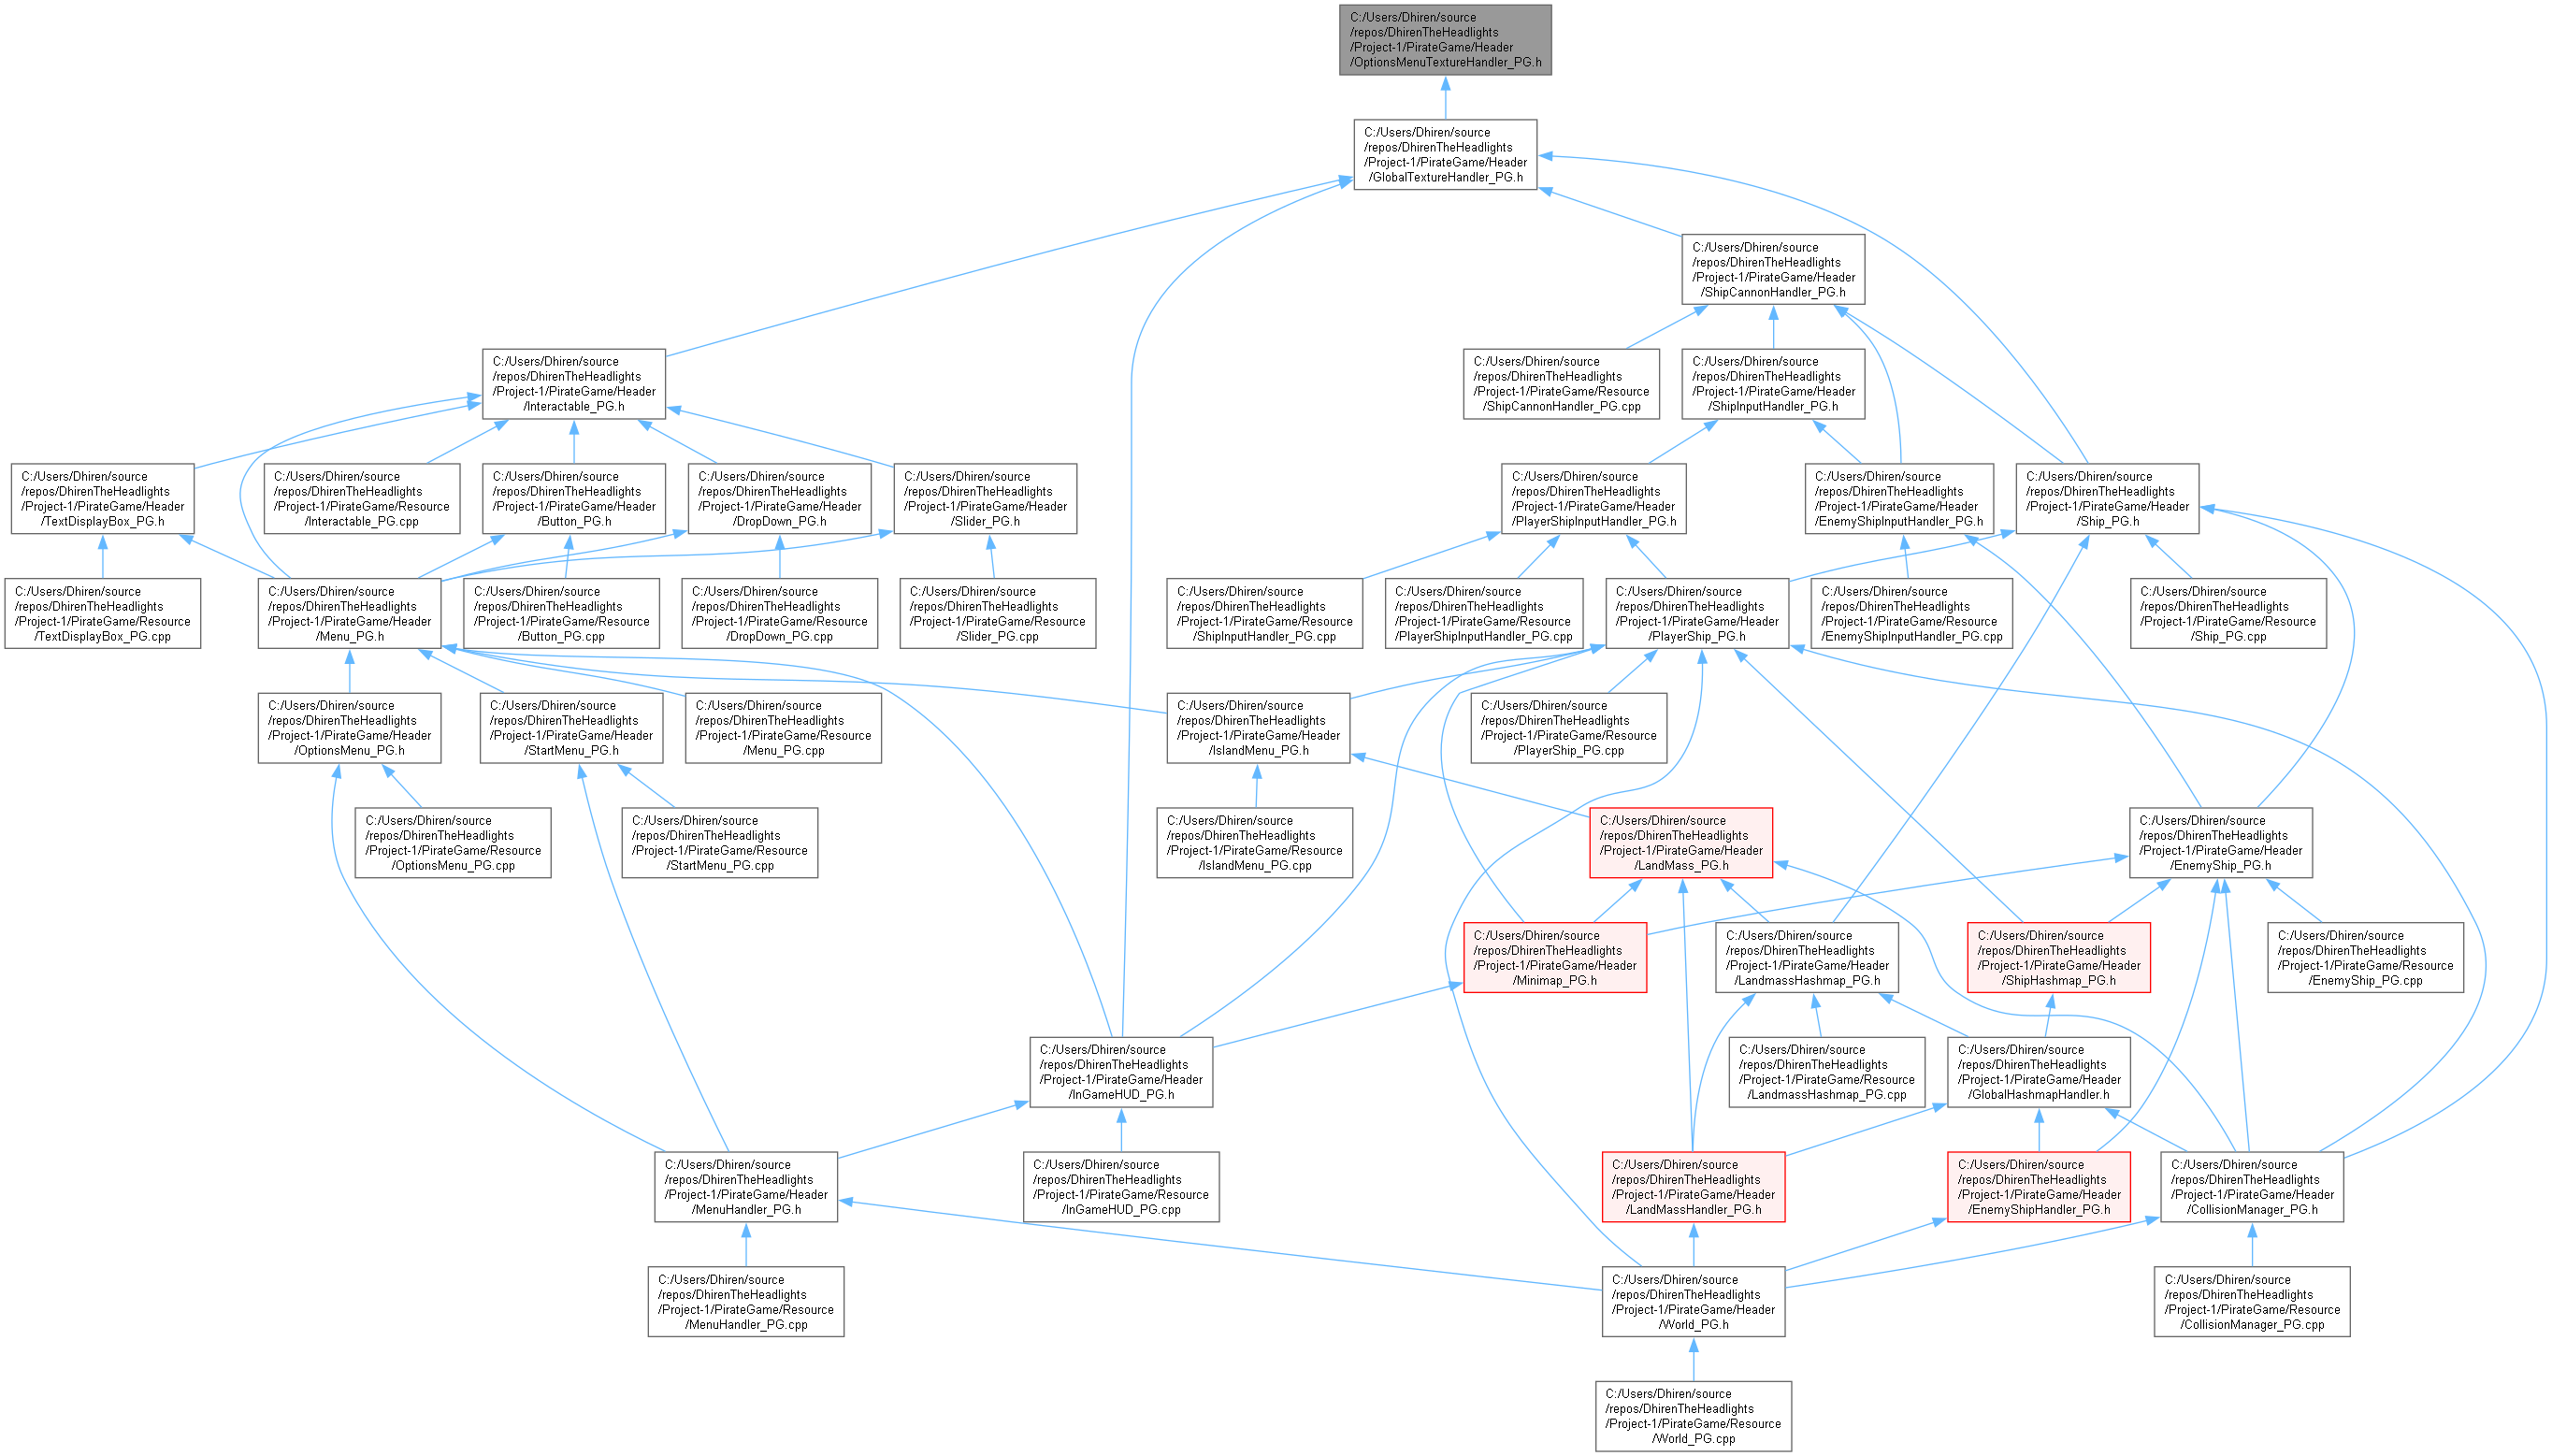 C:/Users/Dhiren/source
/repos/DhirenTheHeadlights
/Project-1/PirateGame/Header
/OptionsMenuTextureHandler_PG.h
C:/Users/Dhiren/source
/repos/DhirenTheHeadlights
/Project-1/PirateGame/Header
/GlobalTextureHandler_PG.h
C:/Users/Dhiren/source
/repos/DhirenTheHeadlights
/Project-1/PirateGame/Header
/ShipCannonHandler_PG.h
C:/Users/Dhiren/source
/repos/DhirenTheHeadlights
/Project-1/PirateGame/Header
/Interactable_PG.h
C:/Users/Dhiren/source
/repos/DhirenTheHeadlights
/Project-1/PirateGame/Resource
/ShipCannonHandler_PG.cpp
C:/Users/Dhiren/source
/repos/DhirenTheHeadlights
/Project-1/PirateGame/Header
/ShipInputHandler_PG.h
C:/Users/Dhiren/source
/repos/DhirenTheHeadlights
/Project-1/PirateGame/Header
/TextDisplayBox_PG.h
C:/Users/Dhiren/source
/repos/DhirenTheHeadlights
/Project-1/PirateGame/Resource
/Interactable_PG.cpp
C:/Users/Dhiren/source
/repos/DhirenTheHeadlights
/Project-1/PirateGame/Header
/Button_PG.h
C:/Users/Dhiren/source
/repos/DhirenTheHeadlights
/Project-1/PirateGame/Header
/DropDown_PG.h
C:/Users/Dhiren/source
/repos/DhirenTheHeadlights
/Project-1/PirateGame/Header
/Slider_PG.h
C:/Users/Dhiren/source
/repos/DhirenTheHeadlights
/Project-1/PirateGame/Header
/PlayerShipInputHandler_PG.h
C:/Users/Dhiren/source
/repos/DhirenTheHeadlights
/Project-1/PirateGame/Header
/EnemyShipInputHandler_PG.h
C:/Users/Dhiren/source
/repos/DhirenTheHeadlights
/Project-1/PirateGame/Header
/Ship_PG.h
C:/Users/Dhiren/source
/repos/DhirenTheHeadlights
/Project-1/PirateGame/Resource
/TextDisplayBox_PG.cpp
C:/Users/Dhiren/source
/repos/DhirenTheHeadlights
/Project-1/PirateGame/Header
/Menu_PG.h
C:/Users/Dhiren/source
/repos/DhirenTheHeadlights
/Project-1/PirateGame/Resource
/Button_PG.cpp
C:/Users/Dhiren/source
/repos/DhirenTheHeadlights
/Project-1/PirateGame/Resource
/DropDown_PG.cpp
C:/Users/Dhiren/source
/repos/DhirenTheHeadlights
/Project-1/PirateGame/Resource
/Slider_PG.cpp
C:/Users/Dhiren/source
/repos/DhirenTheHeadlights
/Project-1/PirateGame/Resource
/ShipInputHandler_PG.cpp
C:/Users/Dhiren/source
/repos/DhirenTheHeadlights
/Project-1/PirateGame/Resource
/PlayerShipInputHandler_PG.cpp
C:/Users/Dhiren/source
/repos/DhirenTheHeadlights
/Project-1/PirateGame/Header
/PlayerShip_PG.h
C:/Users/Dhiren/source
/repos/DhirenTheHeadlights
/Project-1/PirateGame/Resource
/EnemyShipInputHandler_PG.cpp
C:/Users/Dhiren/source
/repos/DhirenTheHeadlights
/Project-1/PirateGame/Resource
/Ship_PG.cpp
C:/Users/Dhiren/source
/repos/DhirenTheHeadlights
/Project-1/PirateGame/Header
/OptionsMenu_PG.h
C:/Users/Dhiren/source
/repos/DhirenTheHeadlights
/Project-1/PirateGame/Header
/StartMenu_PG.h
C:/Users/Dhiren/source
/repos/DhirenTheHeadlights
/Project-1/PirateGame/Resource
/Menu_PG.cpp
C:/Users/Dhiren/source
/repos/DhirenTheHeadlights
/Project-1/PirateGame/Header
/IslandMenu_PG.h
C:/Users/Dhiren/source
/repos/DhirenTheHeadlights
/Project-1/PirateGame/Resource
/PlayerShip_PG.cpp
C:/Users/Dhiren/source
/repos/DhirenTheHeadlights
/Project-1/PirateGame/Resource
/OptionsMenu_PG.cpp
C:/Users/Dhiren/source
/repos/DhirenTheHeadlights
/Project-1/PirateGame/Resource
/StartMenu_PG.cpp
C:/Users/Dhiren/source
/repos/DhirenTheHeadlights
/Project-1/PirateGame/Resource
/IslandMenu_PG.cpp
C:/Users/Dhiren/source
/repos/DhirenTheHeadlights
/Project-1/PirateGame/Header
/LandMass_PG.h
C:/Users/Dhiren/source
/repos/DhirenTheHeadlights
/Project-1/PirateGame/Header
/EnemyShip_PG.h
C:/Users/Dhiren/source
/repos/DhirenTheHeadlights
/Project-1/PirateGame/Header
/Minimap_PG.h
C:/Users/Dhiren/source
/repos/DhirenTheHeadlights
/Project-1/PirateGame/Header
/LandmassHashmap_PG.h
C:/Users/Dhiren/source
/repos/DhirenTheHeadlights
/Project-1/PirateGame/Header
/ShipHashmap_PG.h
C:/Users/Dhiren/source
/repos/DhirenTheHeadlights
/Project-1/PirateGame/Resource
/EnemyShip_PG.cpp
C:/Users/Dhiren/source
/repos/DhirenTheHeadlights
/Project-1/PirateGame/Header
/InGameHUD_PG.h
C:/Users/Dhiren/source
/repos/DhirenTheHeadlights
/Project-1/PirateGame/Resource
/LandmassHashmap_PG.cpp
C:/Users/Dhiren/source
/repos/DhirenTheHeadlights
/Project-1/PirateGame/Header
/GlobalHashmapHandler.h
C:/Users/Dhiren/source
/repos/DhirenTheHeadlights
/Project-1/PirateGame/Header
/MenuHandler_PG.h
C:/Users/Dhiren/source
/repos/DhirenTheHeadlights
/Project-1/PirateGame/Resource
/InGameHUD_PG.cpp
C:/Users/Dhiren/source
/repos/DhirenTheHeadlights
/Project-1/PirateGame/Header
/LandMassHandler_PG.h
C:/Users/Dhiren/source
/repos/DhirenTheHeadlights
/Project-1/PirateGame/Header
/EnemyShipHandler_PG.h
C:/Users/Dhiren/source
/repos/DhirenTheHeadlights
/Project-1/PirateGame/Header
/CollisionManager_PG.h
C:/Users/Dhiren/source
/repos/DhirenTheHeadlights
/Project-1/PirateGame/Resource
/MenuHandler_PG.cpp
C:/Users/Dhiren/source
/repos/DhirenTheHeadlights
/Project-1/PirateGame/Header
/World_PG.h
C:/Users/Dhiren/source
/repos/DhirenTheHeadlights
/Project-1/PirateGame/Resource
/CollisionManager_PG.cpp
C:/Users/Dhiren/source
/repos/DhirenTheHeadlights
/Project-1/PirateGame/Resource
/World_PG.cpp